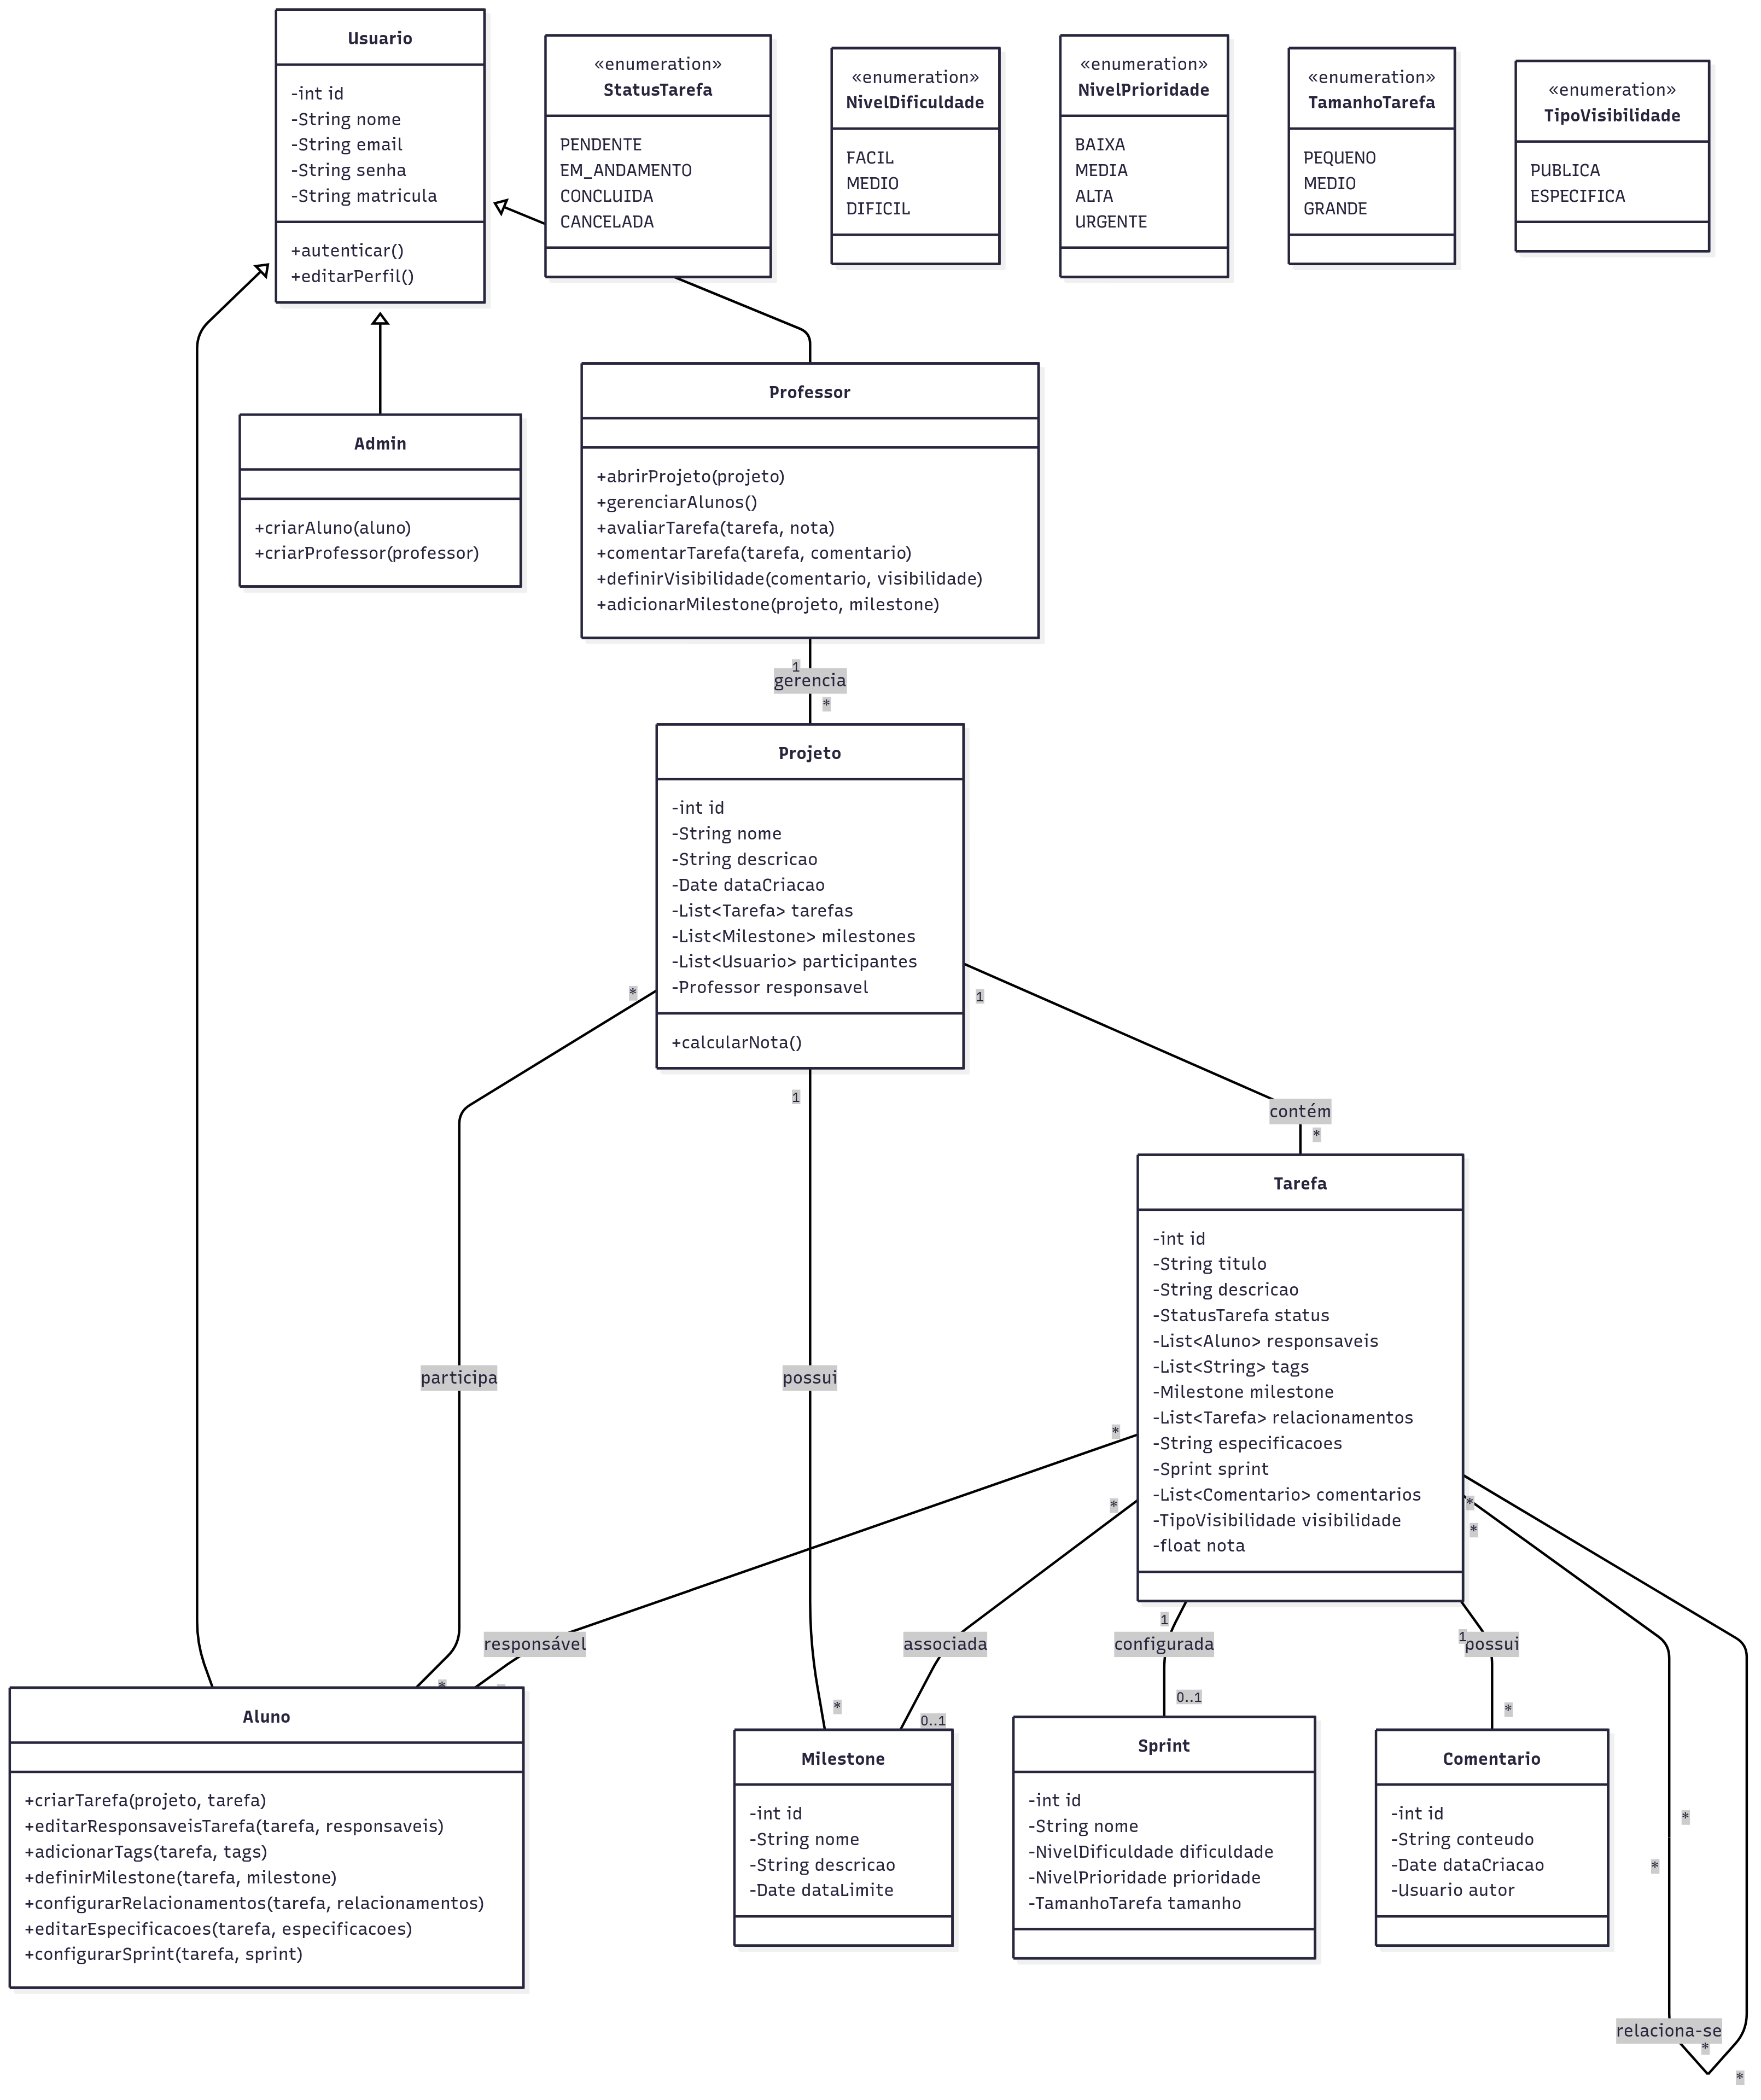 Usuario
-int id
-String nome
-String email
-String senha
-String matricula
+autenticar()
+editarPerfil()
«enumeration»
StatusTarefa
PENDENTE
EM_ANDAMENTO
CONCLUIDA
CANCELADA
«enumeration»
NivelDificuldade
FACIL
MEDIO
DIFICIL
«enumeration»
NivelPrioridade
BAIXA
MEDIA
ALTA
URGENTE
«enumeration»
TamanhoTarefa
PEQUENO
MEDIO
GRANDE
«enumeration»
TipoVisibilidade
PUBLICA
ESPECIFICA
Admin
+criarAluno(aluno)
+criarProfessor(professor)
Professor
+abrirProjeto(projeto)
+gerenciarAlunos()
+avaliarTarefa(tarefa, nota)
+comentarTarefa(tarefa, comentario)
+definirVisibilidade(comentario, visibilidade)
+adicionarMilestone(projeto, milestone)
1
gerencia
*
Projeto
-int id
-String nome
-String descricao
-Date dataCriacao
-List<Tarefa> tarefas
-List<Milestone> milestones
-List<Usuario> participantes
-Professor responsavel
+calcularNota()
*
1
1
contém
*
Tarefa
-int id
-String titulo
-String descricao
-StatusTarefa status
-List<Aluno> responsaveis
-List<String> tags
-Milestone milestone
-List<Tarefa> relacionamentos
-String especificacoes
-Sprint sprint
-List<Comentario> comentarios
-TipoVisibilidade visibilidade
-float nota
participa
possui
*
*
*
*
responsável
associada
1
configurada
1
possui
*
*
0..1
0..1
*
Aluno
+criarTarefa(projeto, tarefa)
+editarResponsaveisTarefa(tarefa, responsaveis)
+adicionarTags(tarefa, tags)
+definirMilestone(tarefa, milestone)
+configurarRelacionamentos(tarefa, relacionamentos)
+editarEspecificacoes(tarefa, especificacoes)
+configurarSprint(tarefa, sprint)
Milestone
-int id
-String nome
-String descricao
-Date dataLimite
Sprint
-int id
-String nome
-NivelDificuldade dificuldade
-NivelPrioridade prioridade
-TamanhoTarefa tamanho
Comentario
-int id
-String conteudo
-Date dataCriacao
-Usuario autor
*
*
relaciona-se
*
*